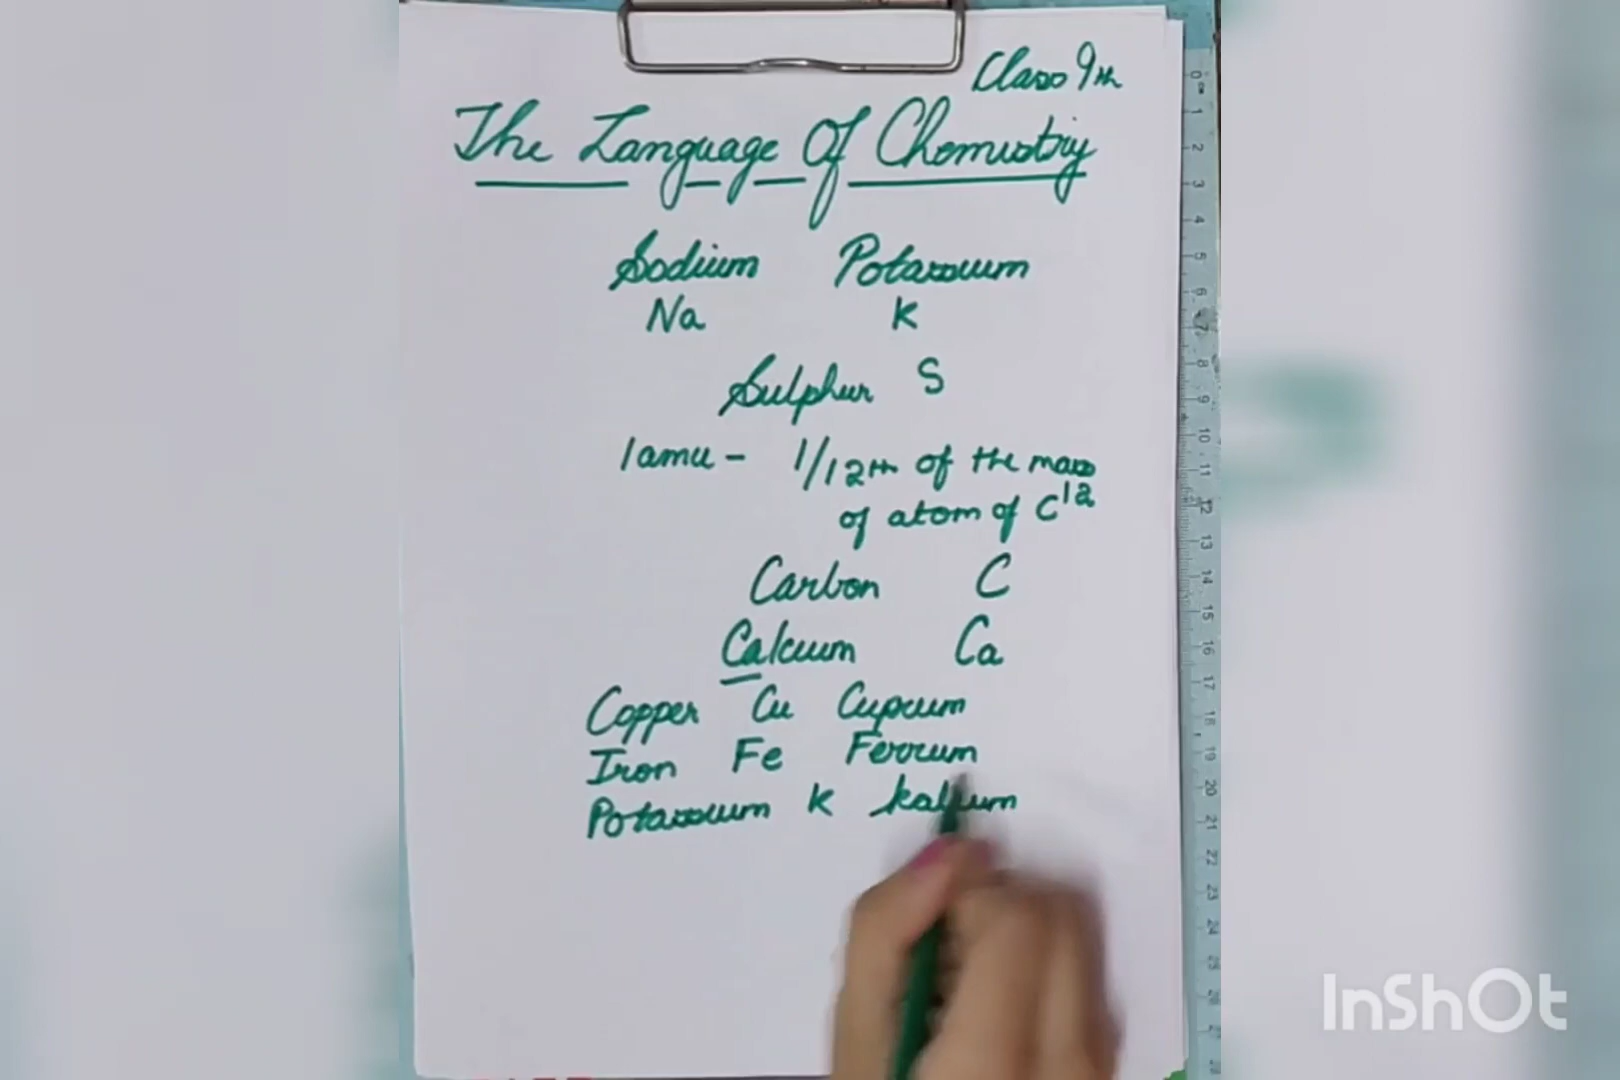 Class 9th
The Language Of Chemistry
Sodium Potassium
Na K
Sulphur S
1amu - 1/12th of the mass
of atom of C12
Carbon C
Calcium Ca
Copper Cu Cuprum
Iron Fe Ferrum
Potassium K kalium
InShOt